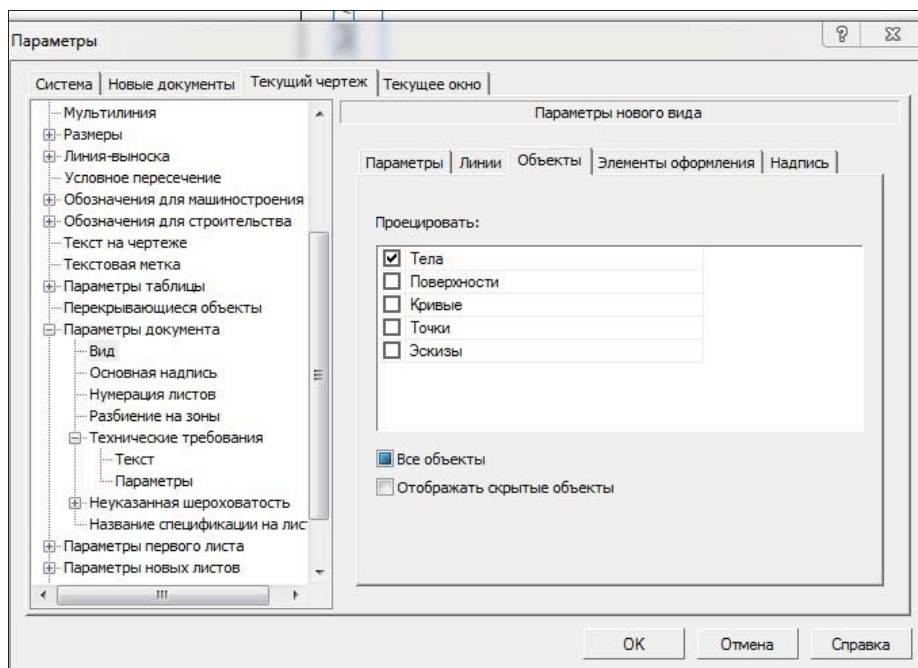 Параметры
Система
Новые документы
Текущий чертеж
Текущее окно
Мультилиния
Размеры
Линия-выноска
Условное пересечение
Обозначения для машиностроения
Обозначения для строительства
Текст на чертеже
Текстовая метка
Параметры таблицы
Перекрывающиеся объекты
Параметры документа
Вид
Основная надпись
Нумерация листов
Разбиение на зоны
Технические требования
Текст
Параметры
Неуказанная шероховатость
Название спецификации на лис
Параметры первого листа
Параметры новых листов
Параметры нового вида
Параметры
Линии
Объекты
Элементы оформления
Надпись
Проецировать:
Тела
Поверхности
Кривые
Точки
Эскизы
Все объекты
Отображать скрытые объекты
OK
Отмена
Справка